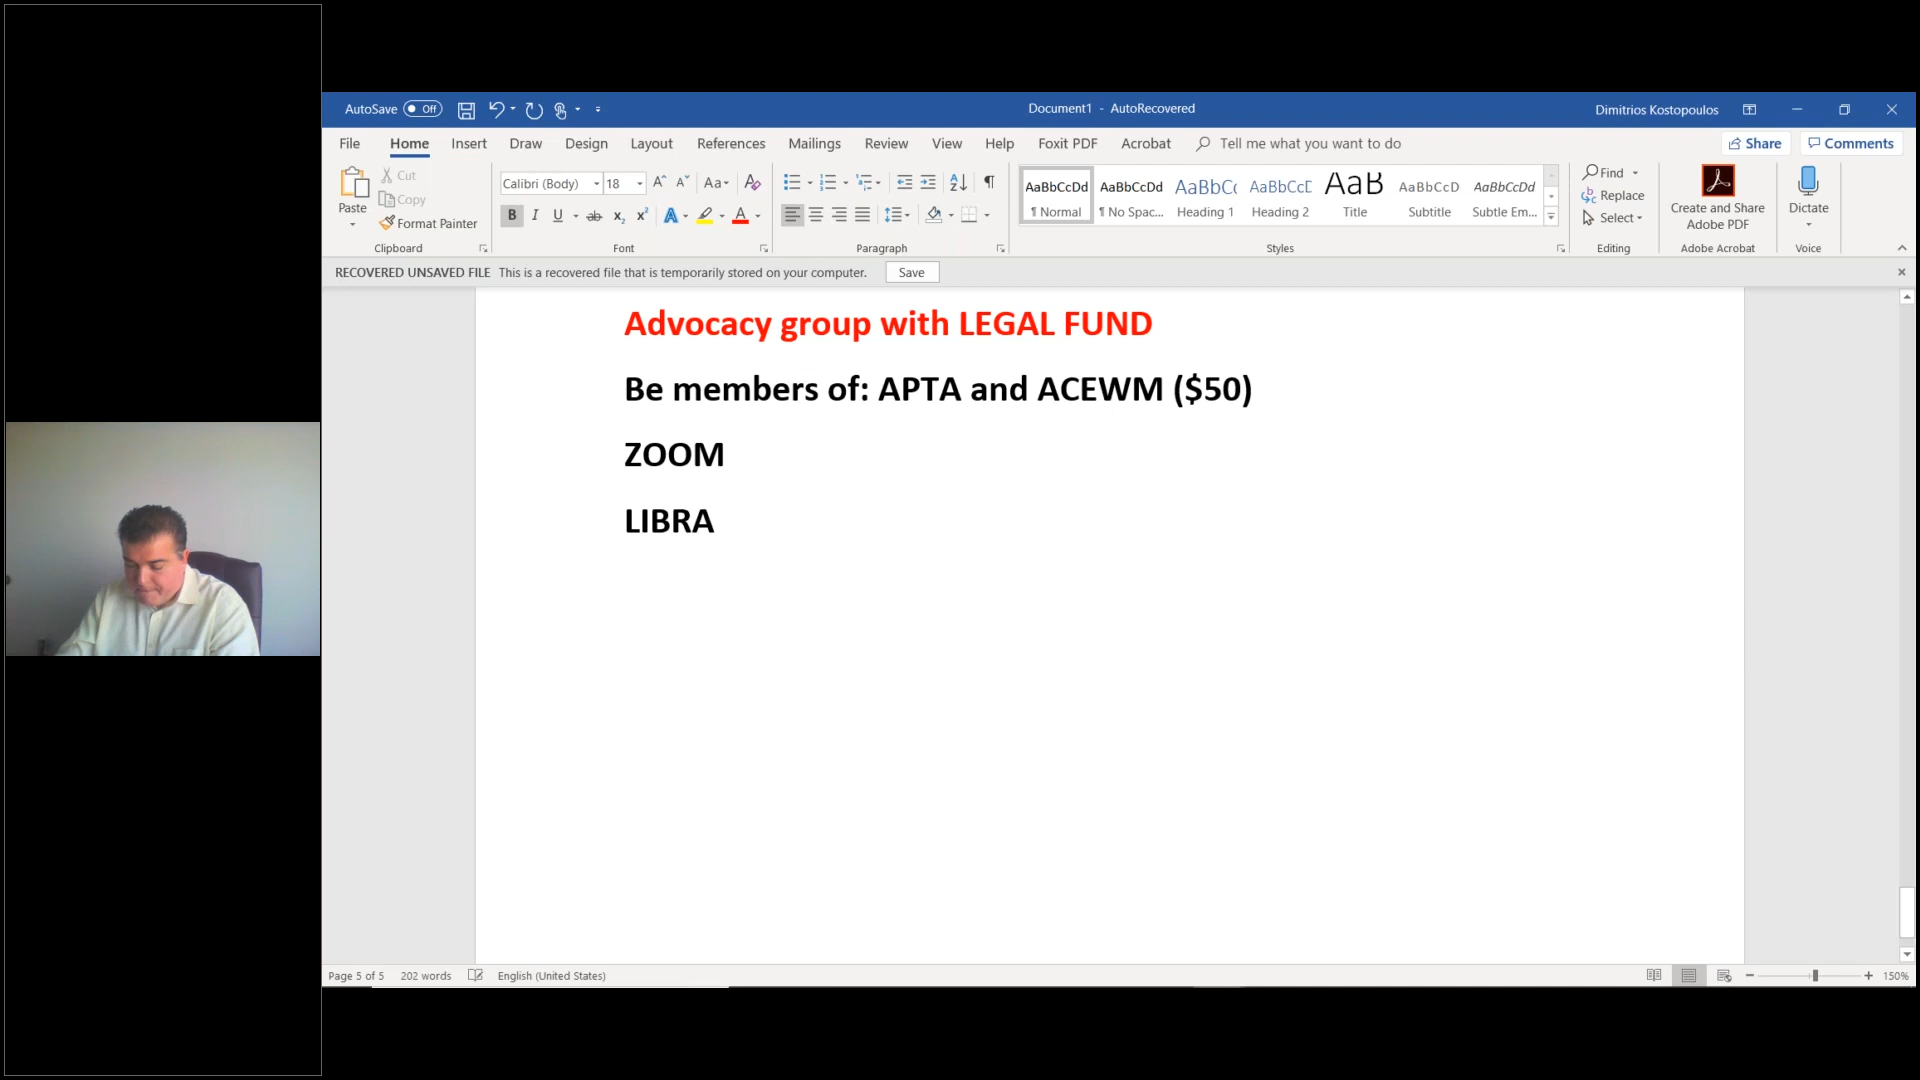 AutoSave Off Document1 - AutoRecovered Dimitrios Kostopoulos
File Home Insert Draw Design Layout References Mailings Review View Help Foxit PDF Acrobat Tell me what you want to do Share Comments
Paste
Cut
Copy
Format Painter
Clipboard
Calibri (Body) 18
Font
Paragraph
AaBbCcDd AaBbCcDd AaBbC AaBbCcD AaB AaBbCcD AaBbCcDd
¶ Normal ¶ No Spac... Heading 1 Heading 2 Title Subtitle Subtle Em...
Styles
Find
Replace
Select
Editing
Create and Share
Adobe PDF
Adobe Acrobat
Dictate
Voice
RECOVERED UNSAVED FILE This is a recovered file that is temporarily stored on your computer. Save
Advocacy group with LEGAL FUND
Be members of: APTA and ACEWM ($50)
ZOOM
LIBRA
Page 5 of 5 202 words English (United States) 150%